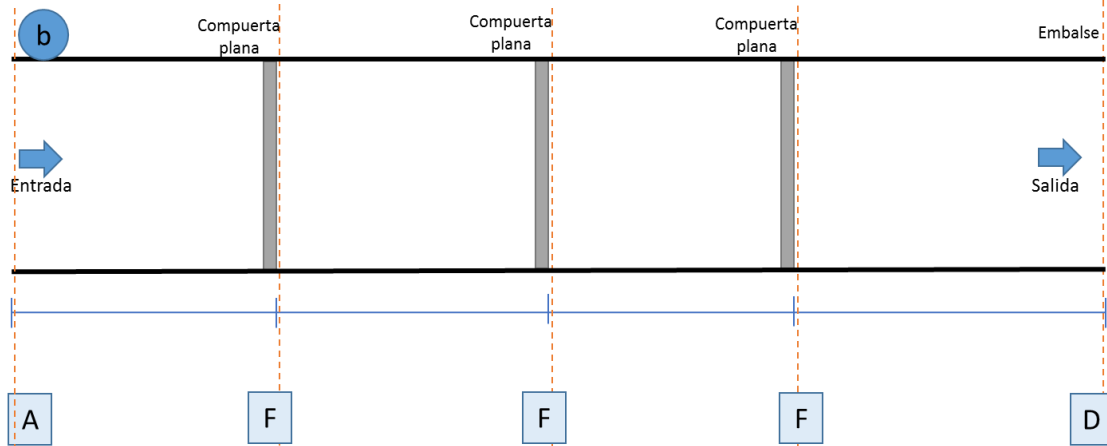 b
Compuerta
plana
Compuerta
plana
Compuerta
plana
Embalse
Entrada
Salida
A
F
F
F
D